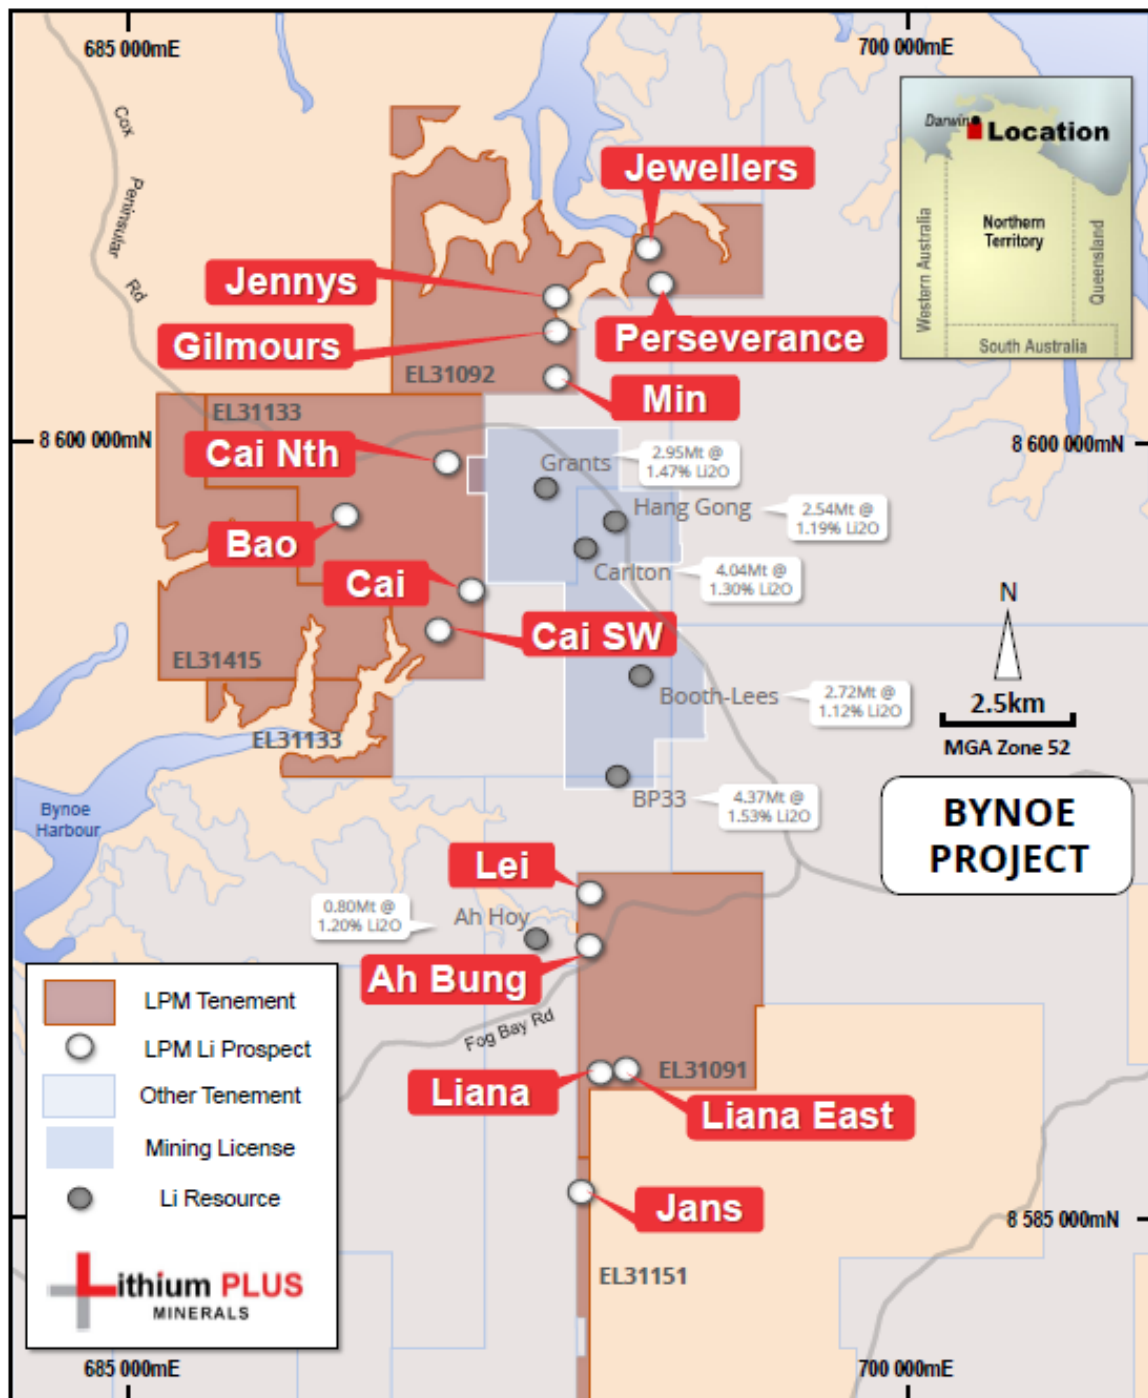 685 000mE
700 000mE
Cox Peninsular Rd
Darwin
Location
Northern
Territory
Western Australia
Queensland
South Australia
Jewellers
Jennys
Perseverance
Gilmours
EL31092
Min
EL31133
8 600 000mN
8 600 000mN
Cai Nth
Grants
2.95Mt @
1.47% Li2O
Hang Gong
2.54Mt @
1.19% Li2O
Bao
Carlton
4.04Mt @
1.30% Li2O
Cai
Cai SW
EL31415
Booth-Lees
2.72Mt @
1.12% Li2O
N
2.5km
MGA Zone 52
EL31133
BP33
4.37Mt @
1.53% Li2O
Bynoe
Harbour
BYNOE
PROJECT
Lei
0.80Mt @
1.20% Li2O
Ah Hoy
Ah Bung
Fog Bay Rd
EL31091
Liana
Liana East
Jans
8 585 000mN
EL31151
LPM Tenement
LPM Li Prospect
Other Tenement
Mining License
Li Resource
Lithium PLUS
MINERALS
685 000mE
700 000mE